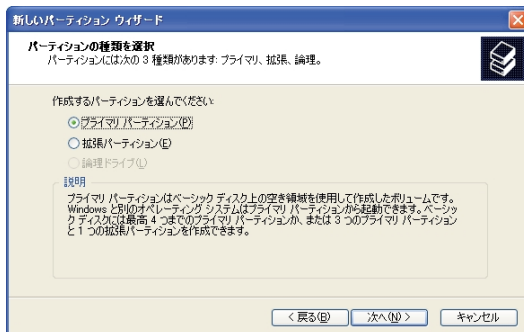 新しいパーティション ウィザード
パーティションの種類を選択
パーティションには次の 3 種類があります: プライマリ、拡張、論理。
作成するパーティションを選んでください:
プライマリ パーティション(P)
拡張パーティション(E)
論理ドライブ(L)
説明
プライマリ パーティションはベーシック ディスク上の空き領域を使用して作成したボリュームです。
Windows と別のオペレーティング システムはプライマリ パーティションから起動できます。ベーシッ
ク ディスクには最高 4 つまでのプライマリ パーティションか、または 3 つのプライマリ パーティション
と 1 つの拡張パーティションを作成できます。
< 戻る(B)
次へ(N) >
キャンセル